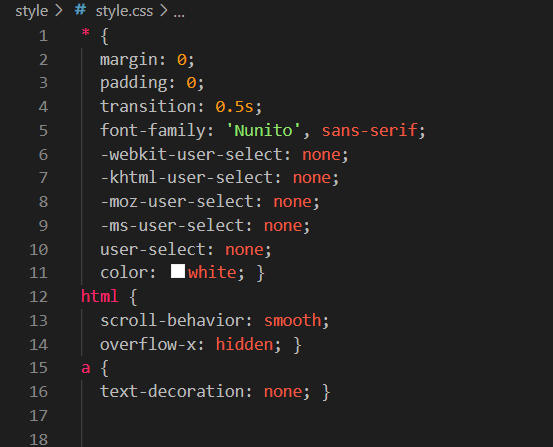 style > # style.css > ...
1 * {
2 margin: 0;
3 padding: 0;
4 transition: 0.5s;
5 font-family: 'Nunito', sans-serif;
6 -webkit-user-select: none;
7 -khtml-user-select: none;
8 -moz-user-select: none;
9 -ms-user-select: none;
10 user-select: none;
11 color: white; }
12 html {
13 scroll-behavior: smooth;
14 overflow-x: hidden; }
15 a {
16 text-decoration: none; }
17
18